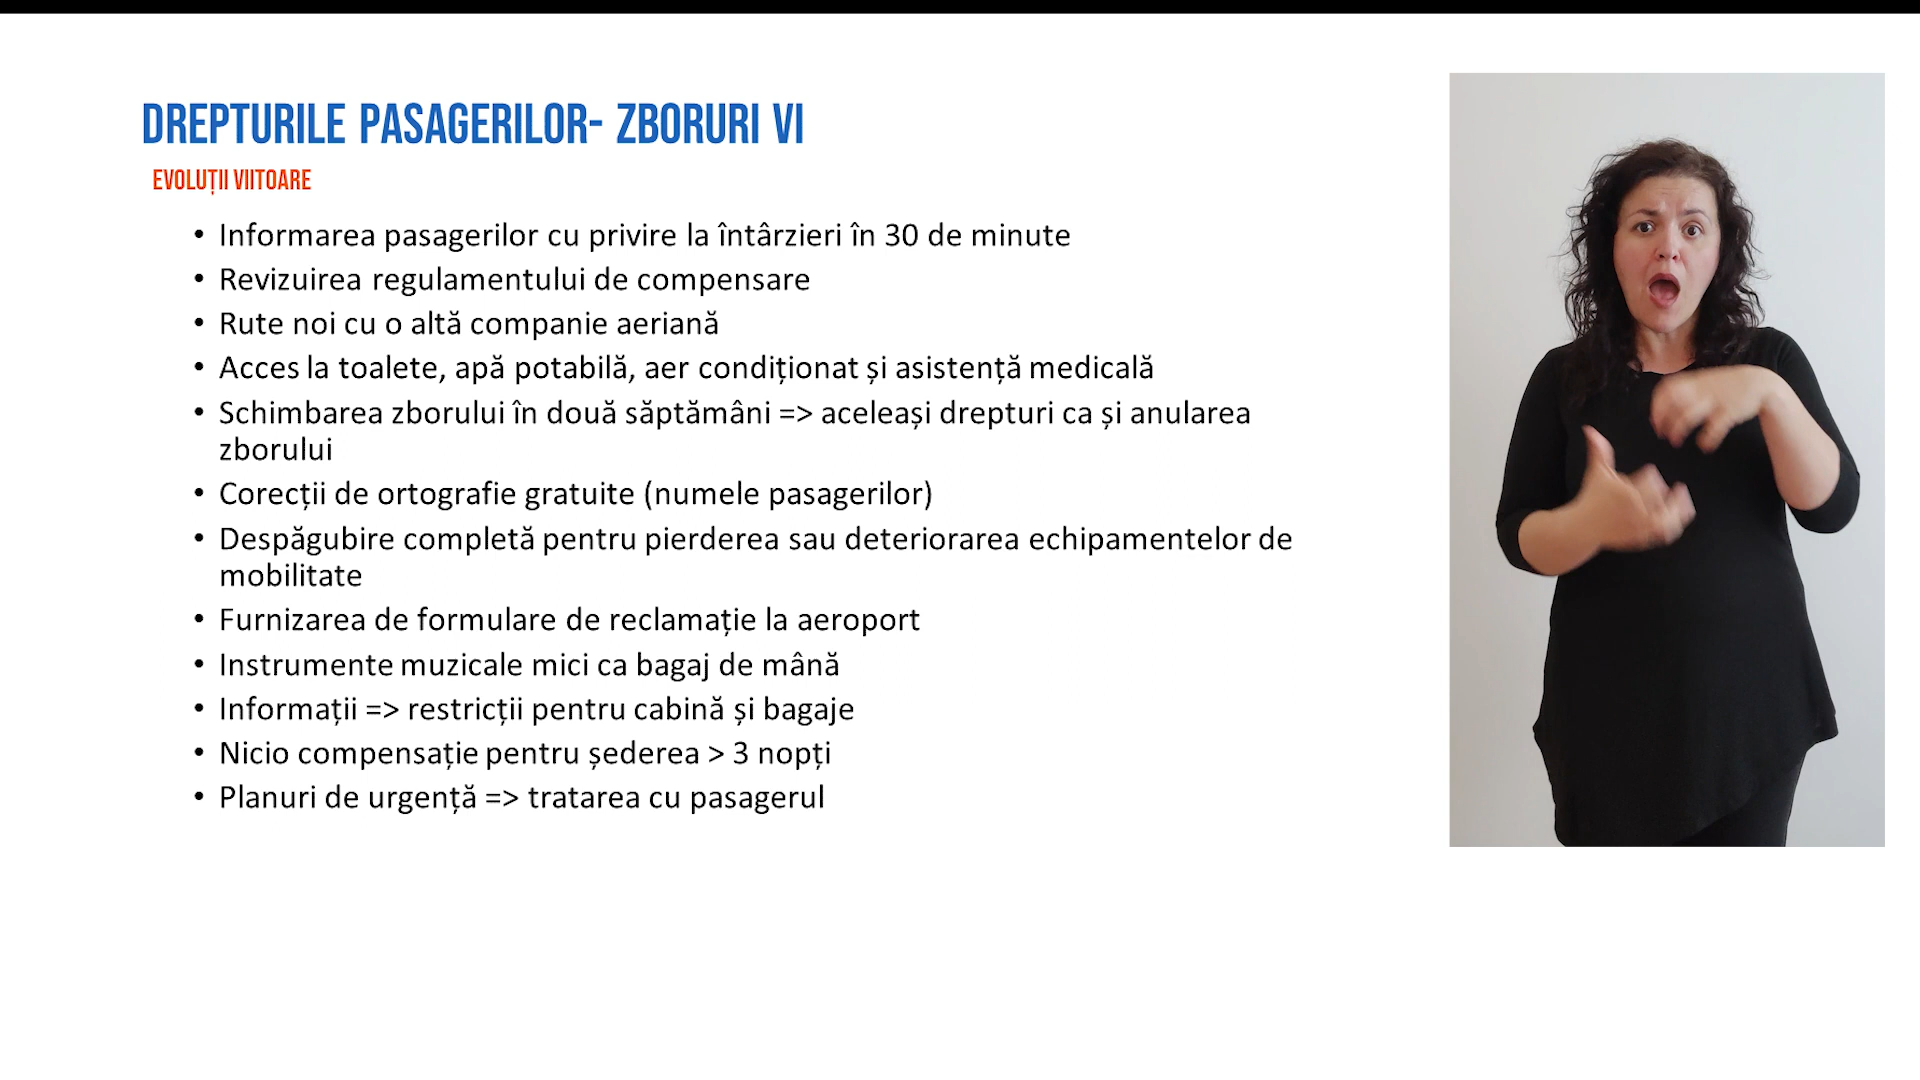 DREPTURILE PASAGERILOR- ZBORURI VI
EVOLUȚII VIITOARE
• Informarea pasagerilor cu privire la întârzieri în 30 de minute
• Revizuirea regulamentului de compensare
• Rute noi cu o altă companie aeriană
• Acces la toalete, apă potabilă, aer condiționat și asistență medicală
• Schimbarea zborului în două săptămâni => aceleași drepturi ca și anularea
zborului
• Corecții de ortografie gratuite (numele pasagerilor)
• Despăgubire completă pentru pierderea sau deteriorarea echipamentelor de
mobilitate
• Furnizarea de formulare de reclamație la aeroport
• Instrumente muzicale mici ca bagaj de mână
• Informații => restricții pentru cabină și bagaje
• Nicio compensație pentru șederea > 3 nopți
• Planuri de urgență => tratarea cu pasagerul